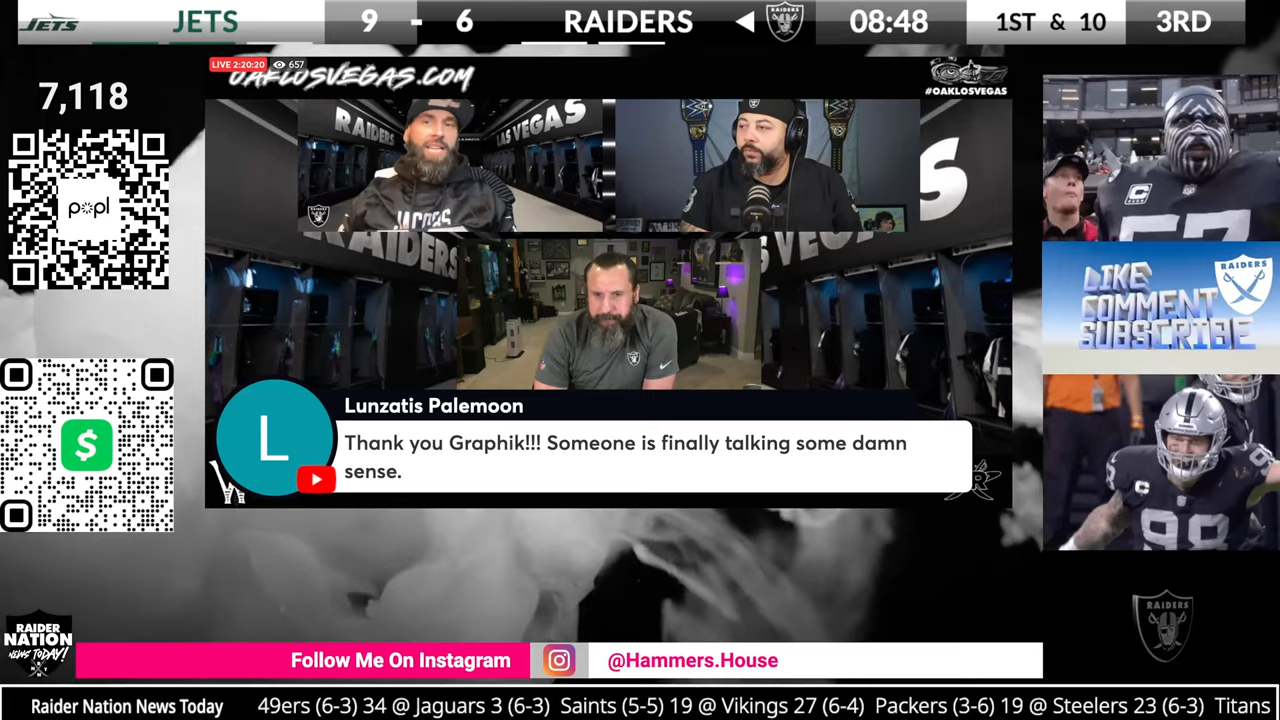 JETS
JETS
9 - 6
RAIDERS
08:48
1ST & 10
3RD
LIVE 2:20:20
657
OAKLOSVEGAS.COM
#OAKLOSVEGAS
7,118
popl
RAIDERS
LAS VEGAS
JACOBS
C
57
S
RAIDERS
S VEG
LIKE
COMMENT
SUBSCRIBE
RAIDERS
$
L
Lunzatis Palemoon
Thank you Graphik!!! Someone is finally talking some damn
sense.
C
98
RAIDERS
RAIDER
NATION
NEWS TODAY!
Follow Me On Instagram
@Hammers.House
Raider Nation News Today
49ers (6-3) 34 @ Jaguars 3 (6-3) Saints (5-5) 19 @ Vikings 27 (6-4) Packers (3-6) 19 @ Steelers 23 (6-3) Titans